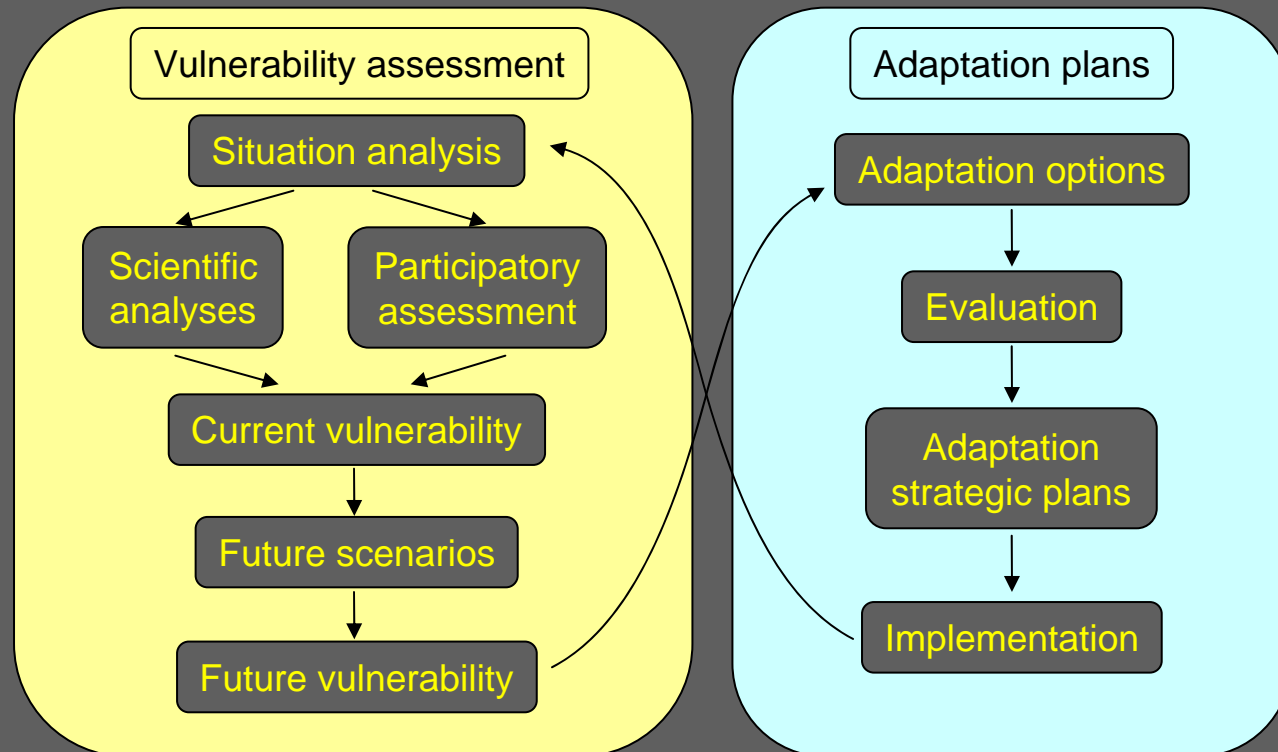 Vulnerability assessment
Situation analysis
Scientific
analyses
Participatory
assessment
Current vulnerability
Future scenarios
Future vulnerability
Adaptation plans
Adaptation options
Evaluation
Adaptation
strategic plans
Implementation